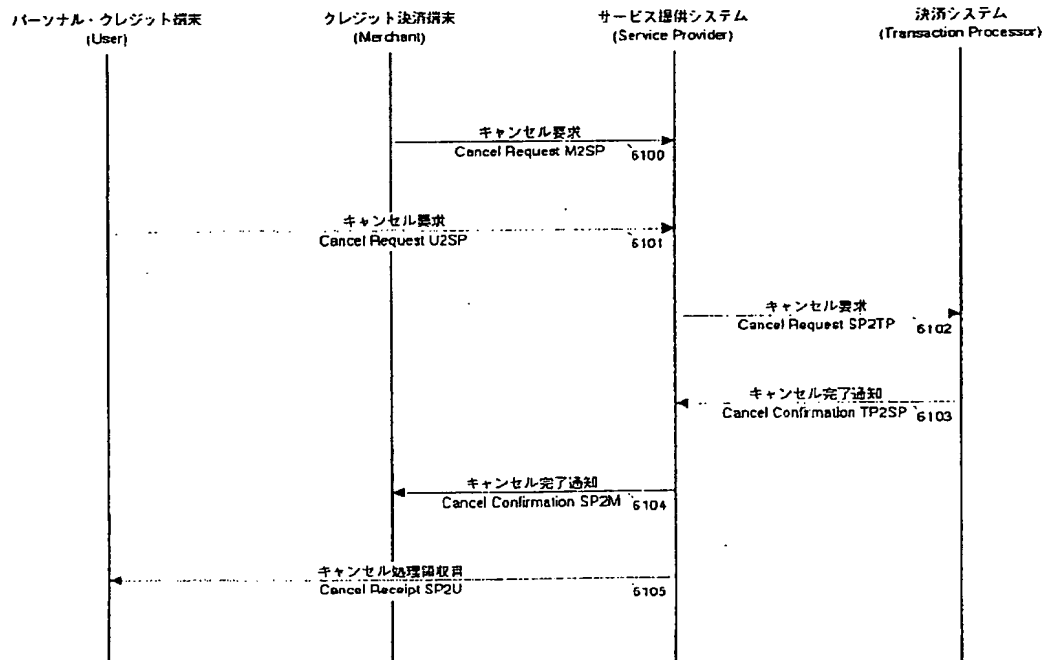 パーソナル・クレジット端末
(User)
クレジット決済端末
(Merchant)
サービス提供システム
(Service Provider)
決済システム
(Transaction Processor)
キャンセル要求
Cancel Request M2SP
6100
キャンセル要求
Cancel Request U2SP
6101
キャンセル要求
Cancel Request SP2TP
6102
キャンセル完了通知
Cancel Confirmation TP2SP
6103
キャンセル完了通知
Cancel Confirmation SP2M
6104
キャンセル処理領収書
Cancel Receipt SP2U
6105